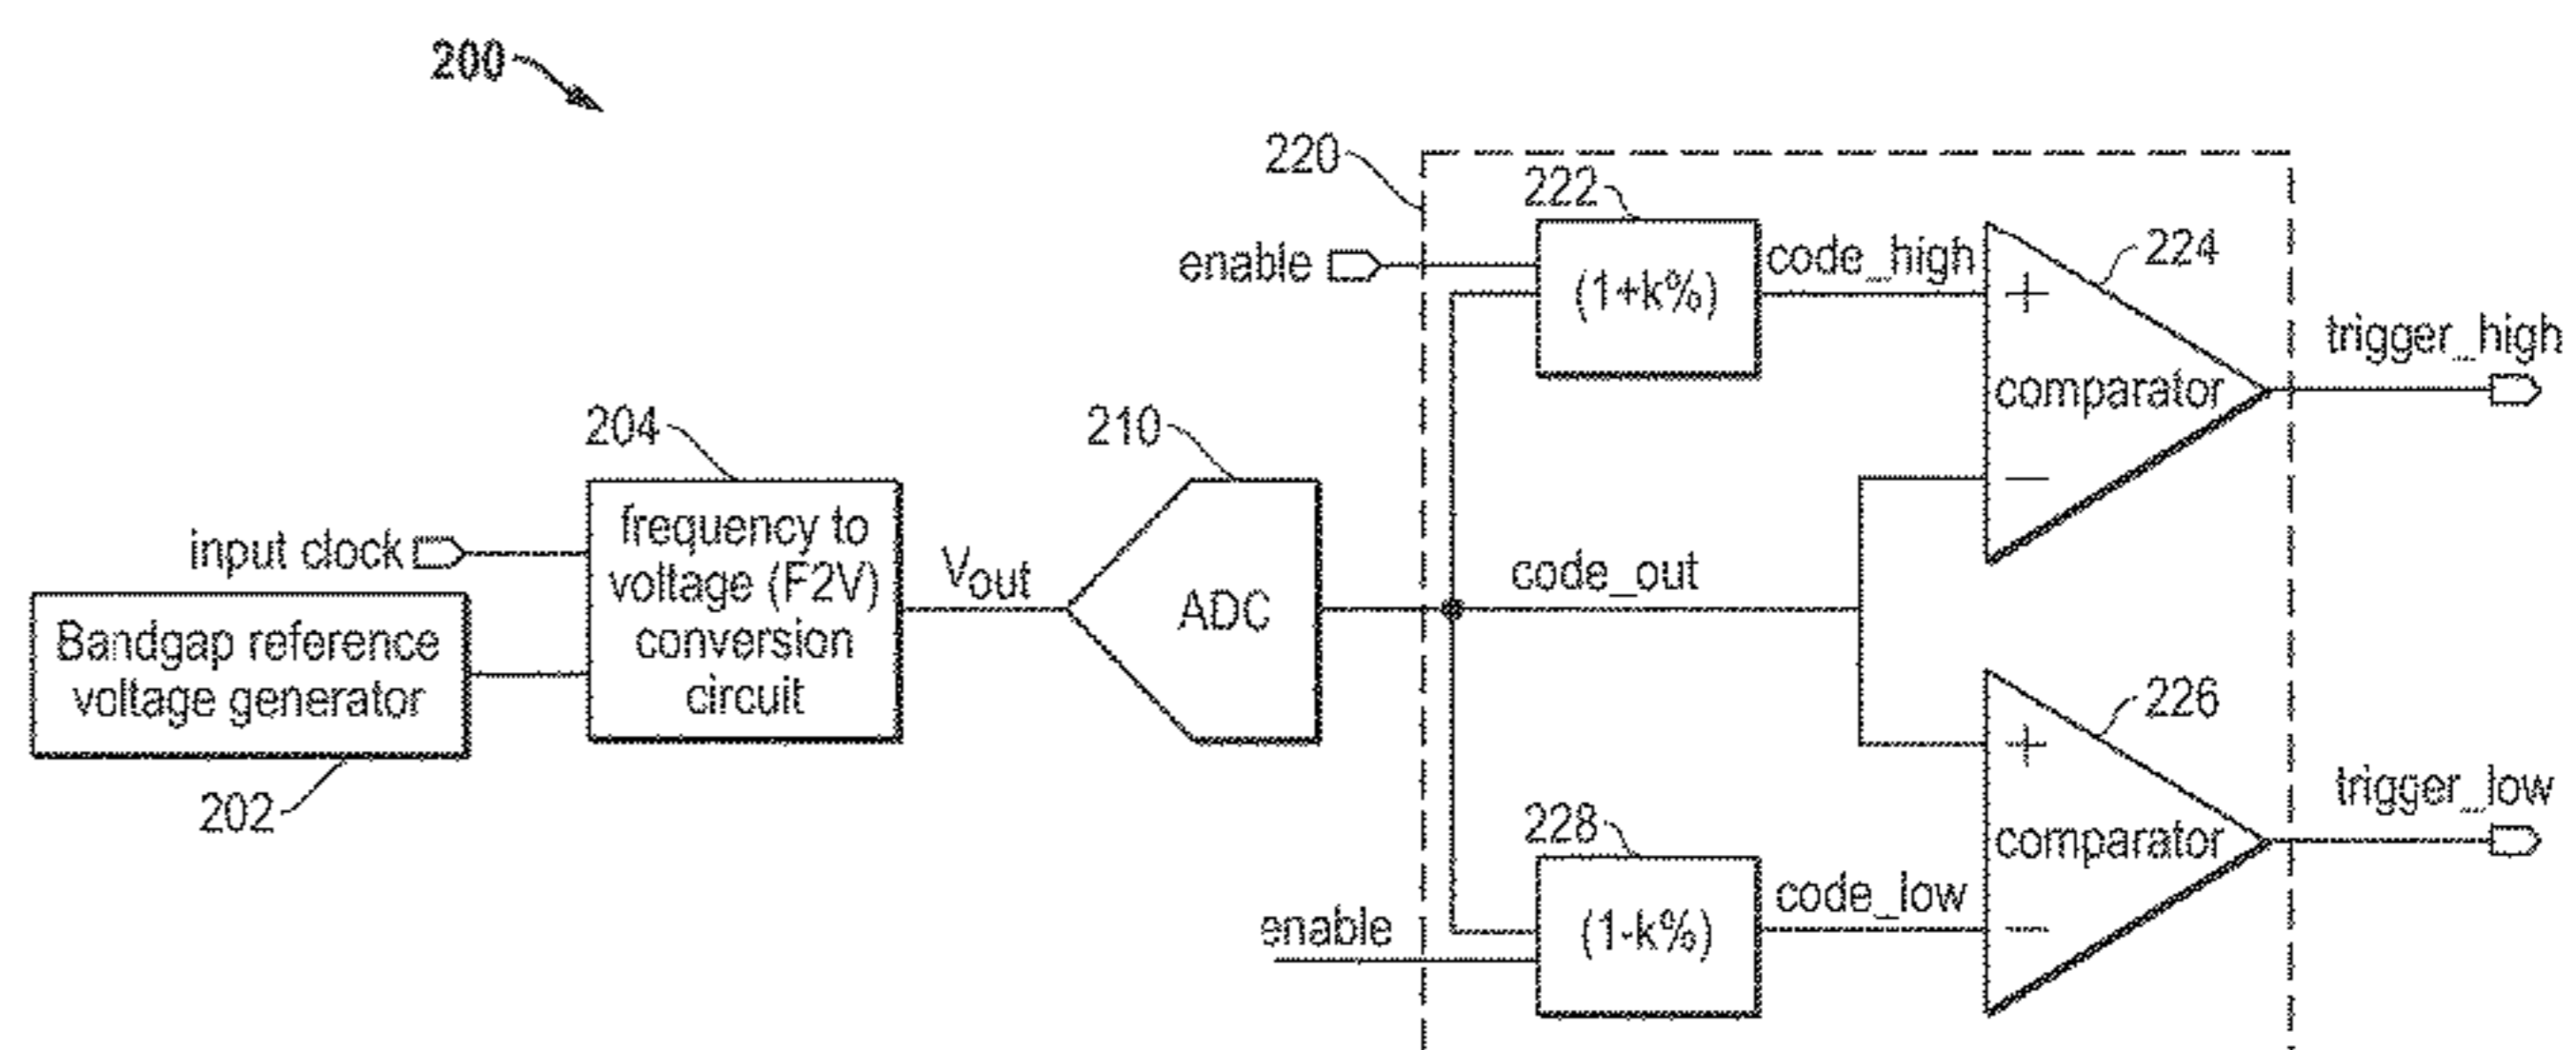 200
220
222
enable
(1+k%)
code_high
+
224
comparator
trigger_high
−
204
210
input clock
frequency to
voltage (F2V)
conversion
circuit
Vout
ADC
code_out
Bandgap reference
voltage generator
202
226
+
comparator
trigger_low
−
228
enable
(1-k%)
code_low